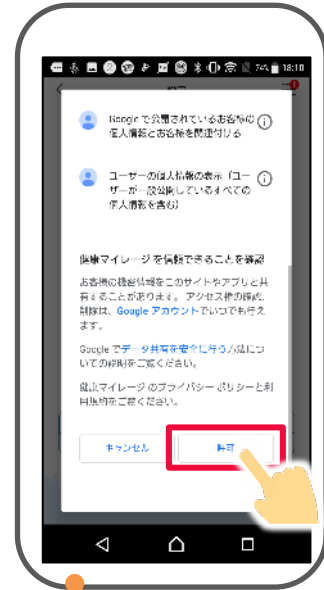 74% 18:10
Google で公開されているお客様の
個人情報とお客様を関連付ける
ユーザーの個人情報の表示（ユー
ザーが一般公開しているすべての
個人情報を含む）
健康マイレージ を信頼できることを確認
お客様の機密情報をこのサイトやアプリと共
有することがあります。 アクセス権の確認、
削除は、Google アカウントでいつでも行え
ます。
Google でデータ共有を安全に行う方法につ
いての説明をご覧ください。
健康マイレージ のプライバシー ポリシーと利
用規約をご覧ください。
キャンセル
許可